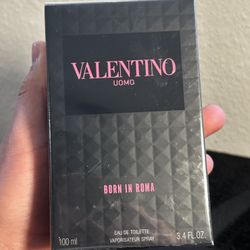 VALENTINO
UOMO
BORN IN ROMA
EAU DE TOILETTE
VAPORISATEUR SPRAY
100 ml
3.4 FL.OZ.